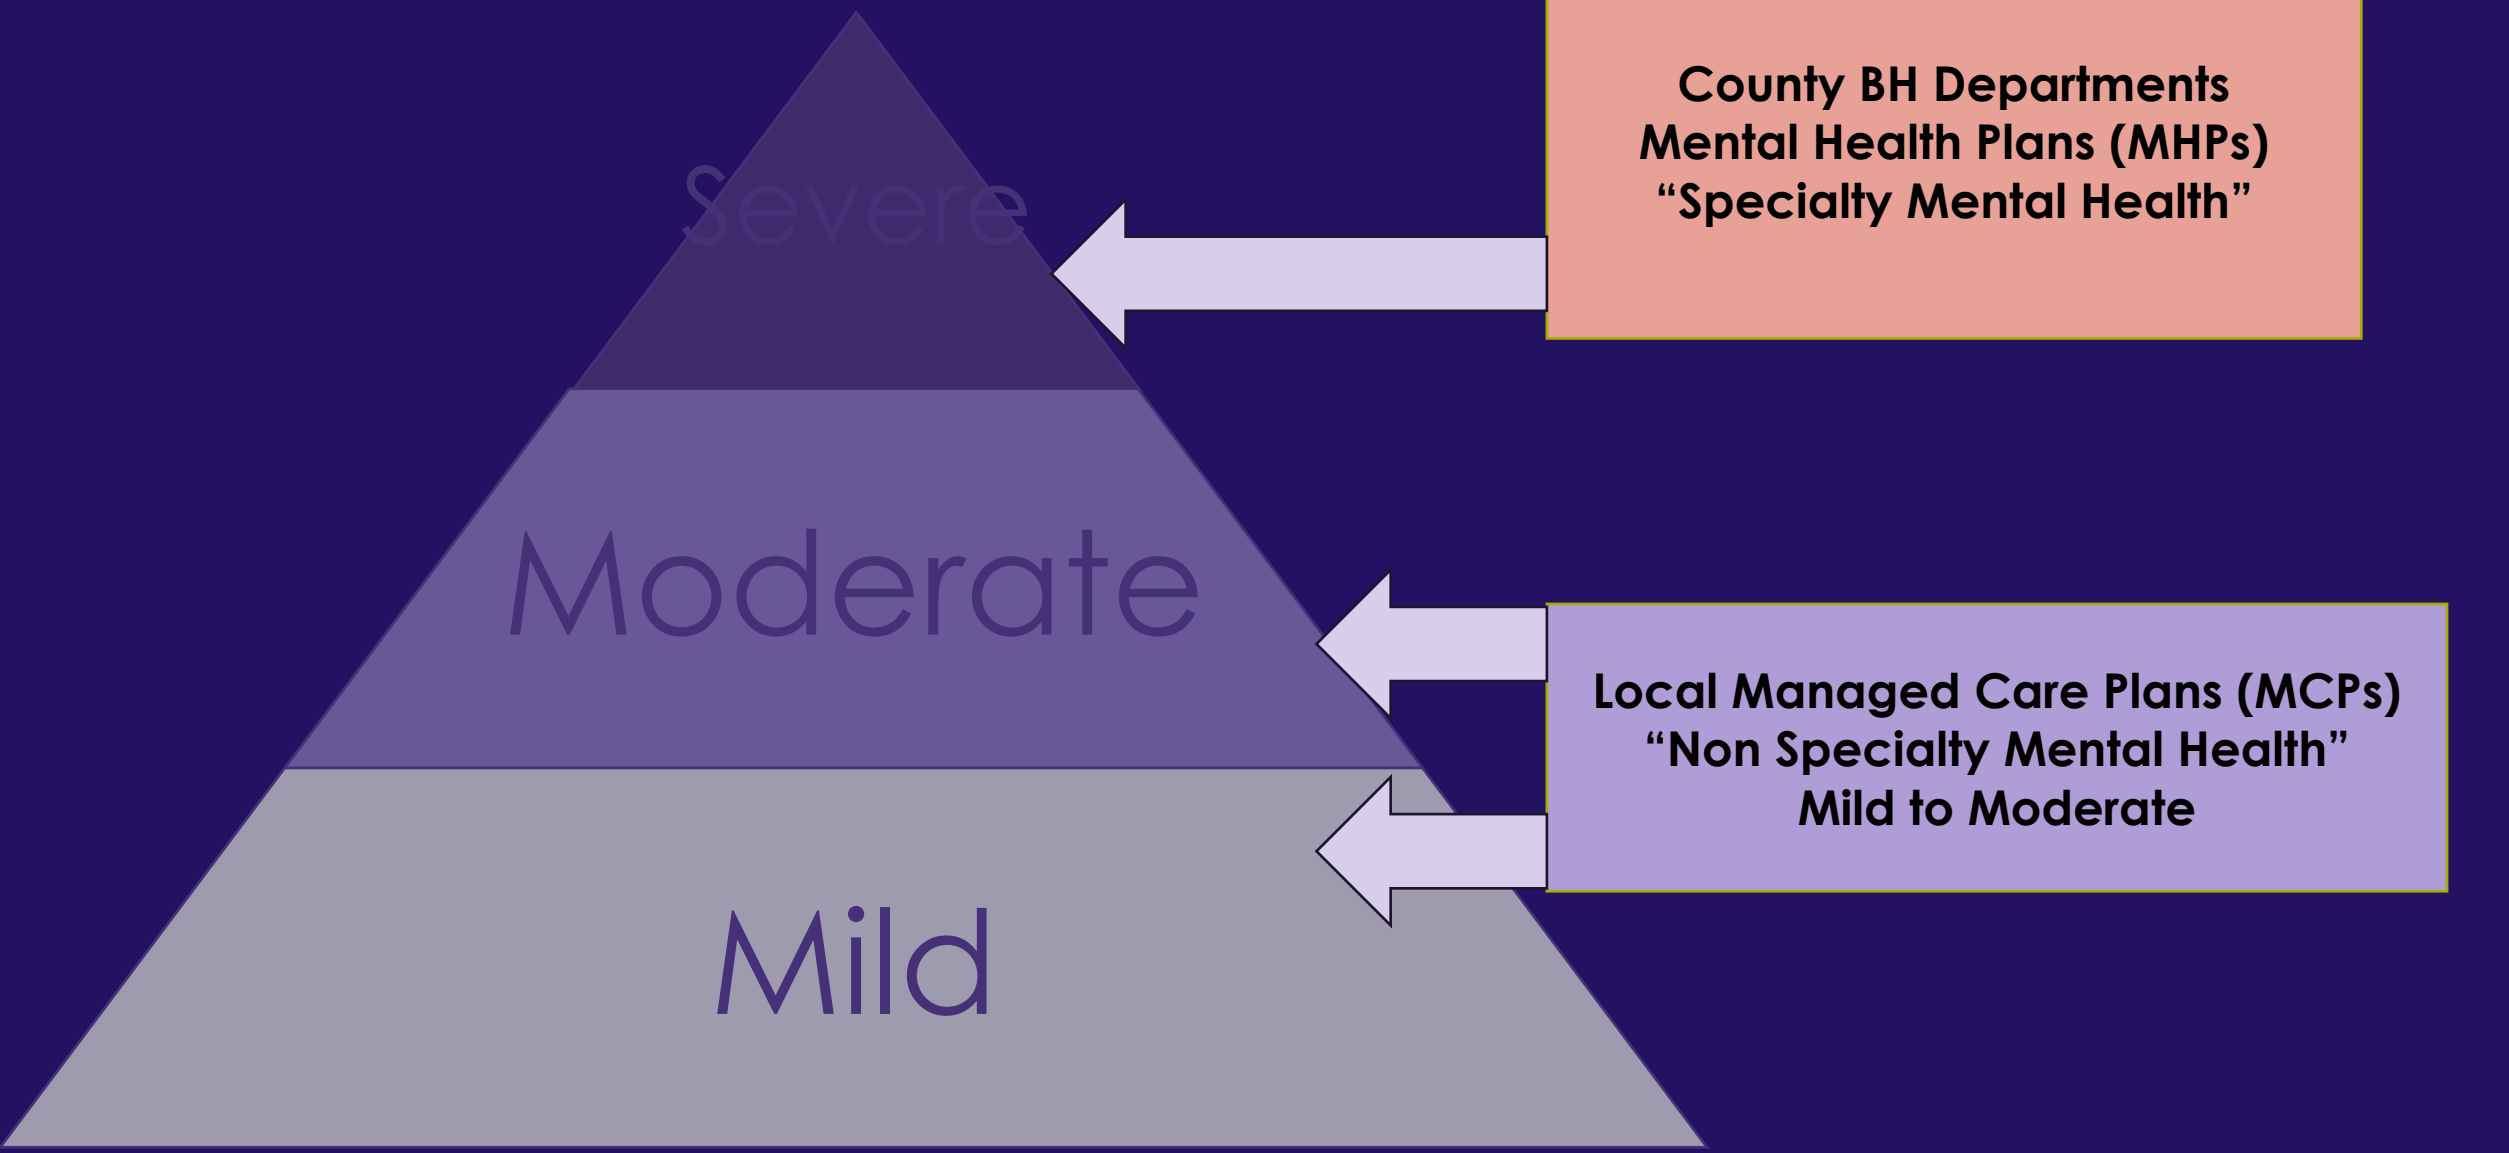 Severe
Moderate
Mild
County BH Departments
Mental Health Plans (MHPs)
“Specialty Mental Health”
Local Managed Care Plans (MCPs)
“Non Specialty Mental Health”
Mild to Moderate